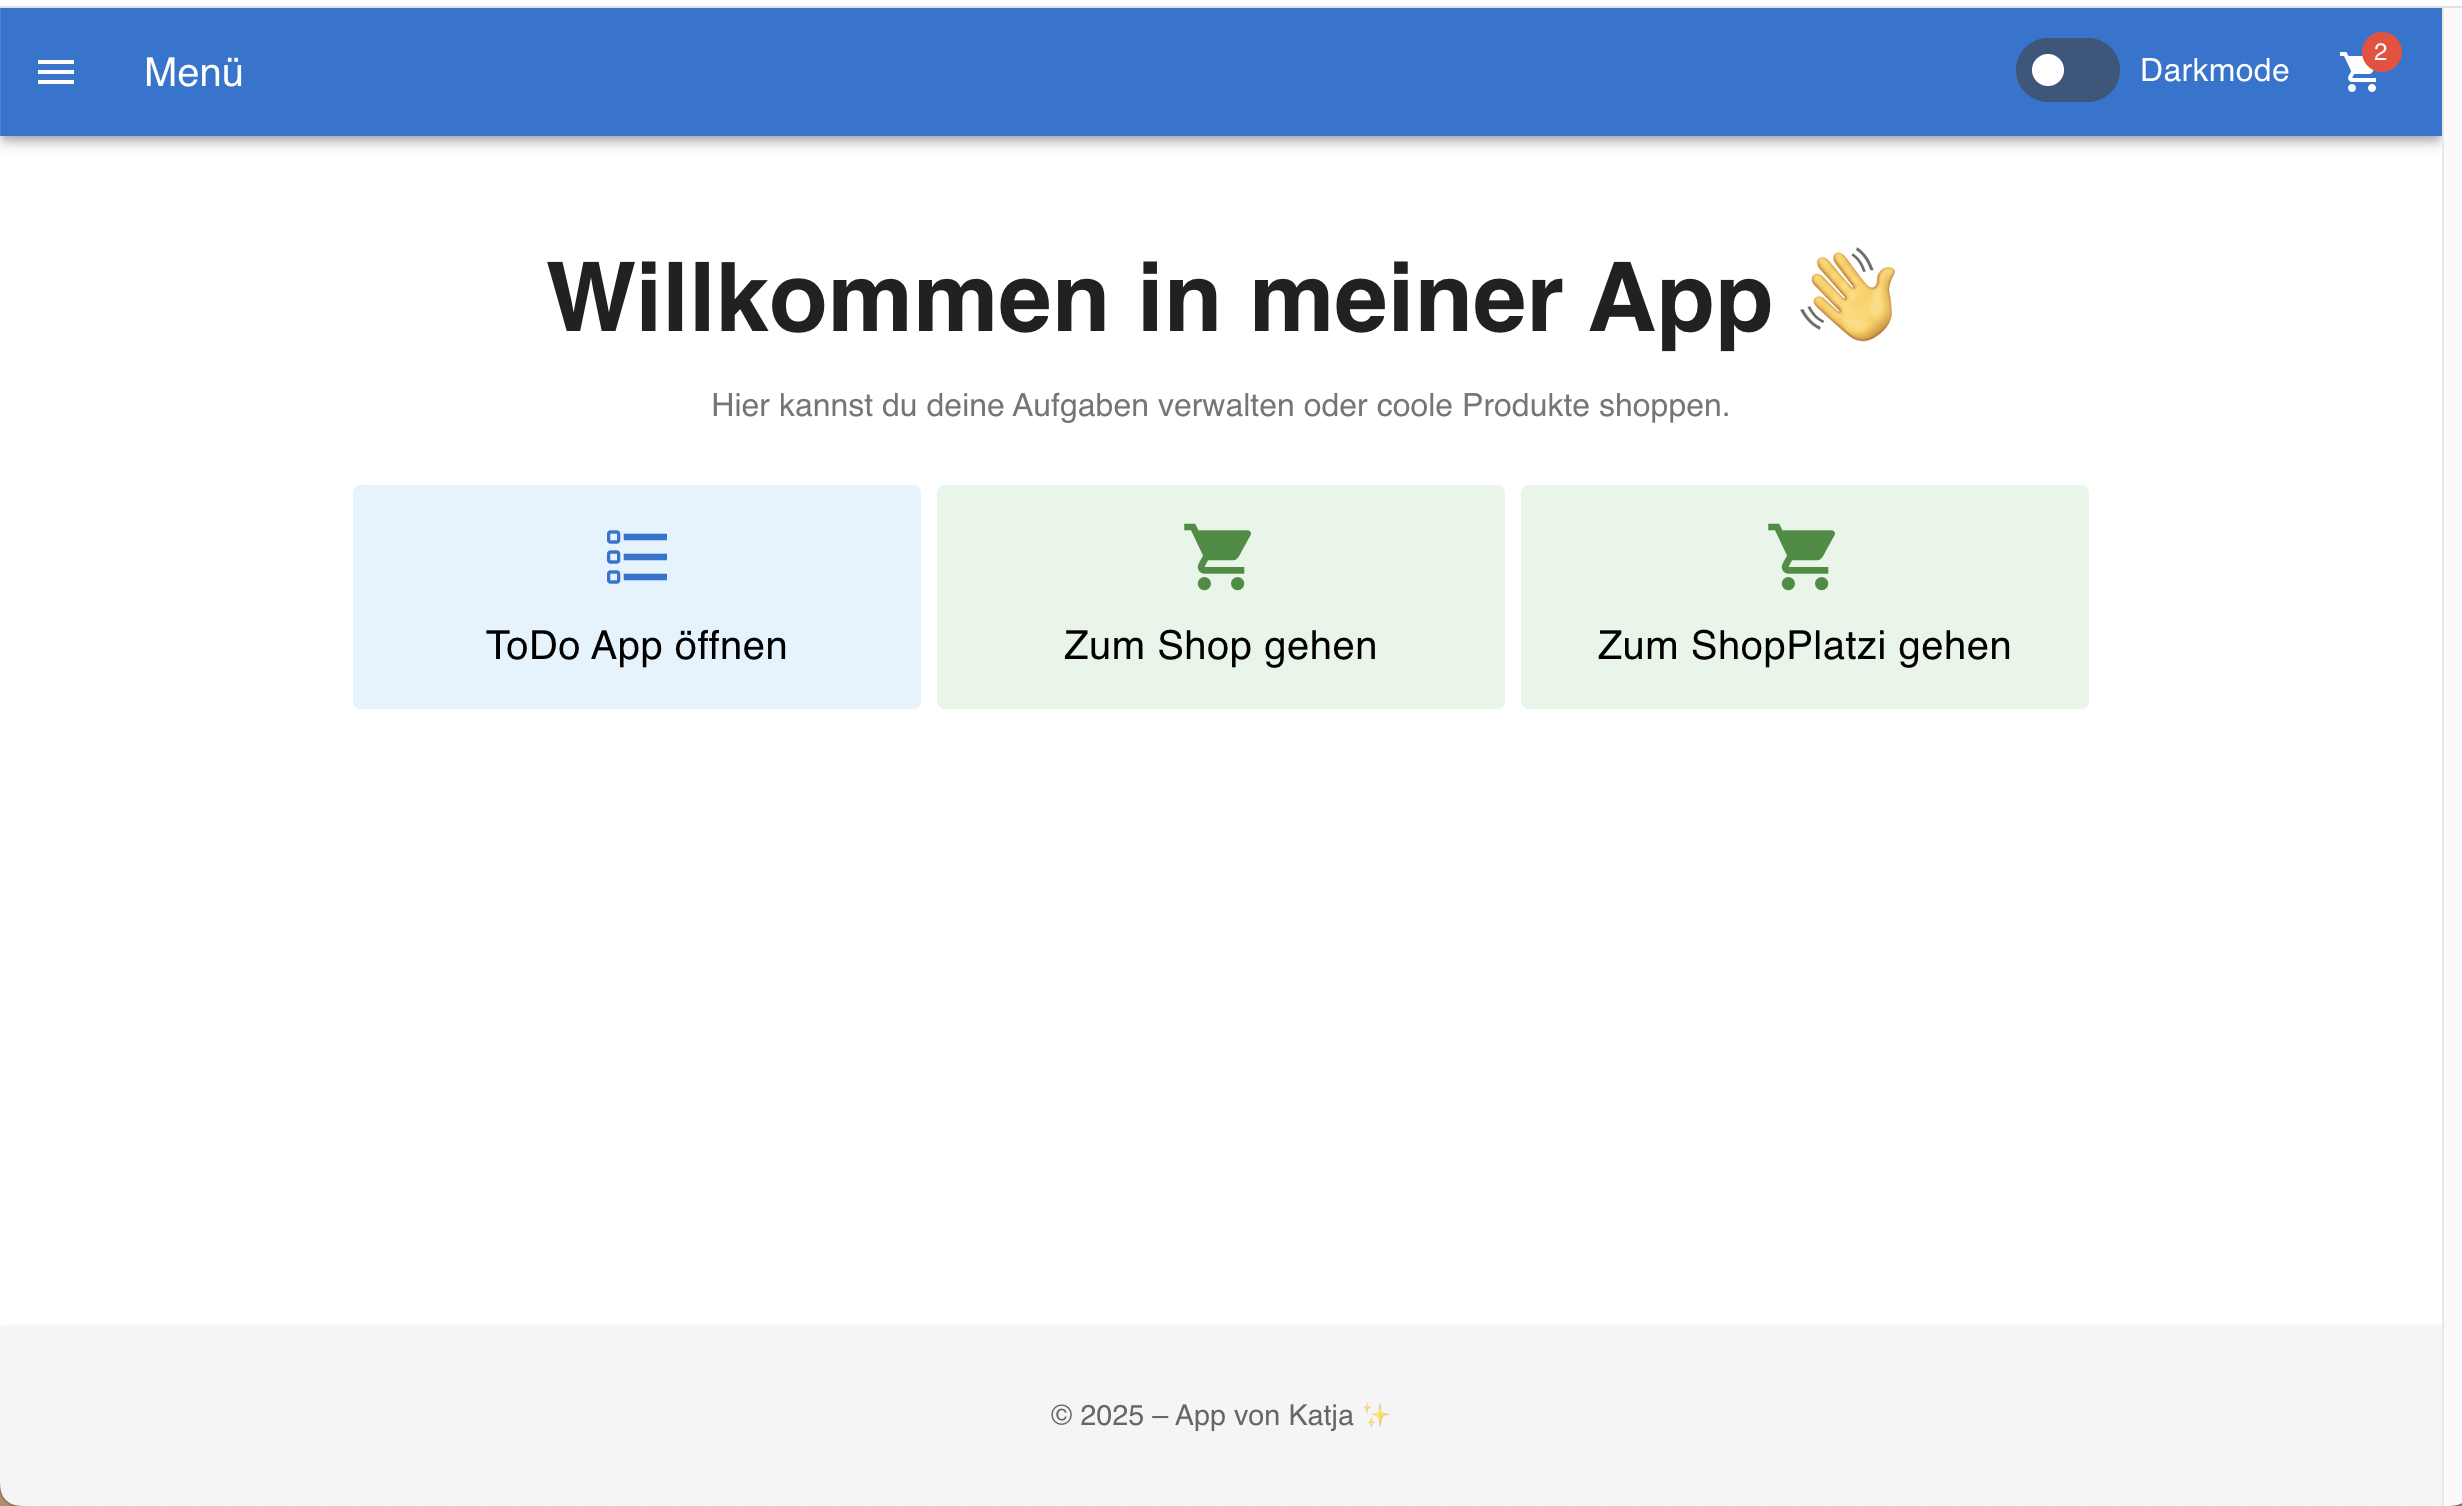 Menü
Darkmode
2
Willkommen in meiner App 👋
Hier kannst du deine Aufgaben verwalten oder coole Produkte shoppen.
ToDo App öffnen
Zum Shop gehen
Zum ShopPlatzi gehen
© 2025 – App von Katja ✨